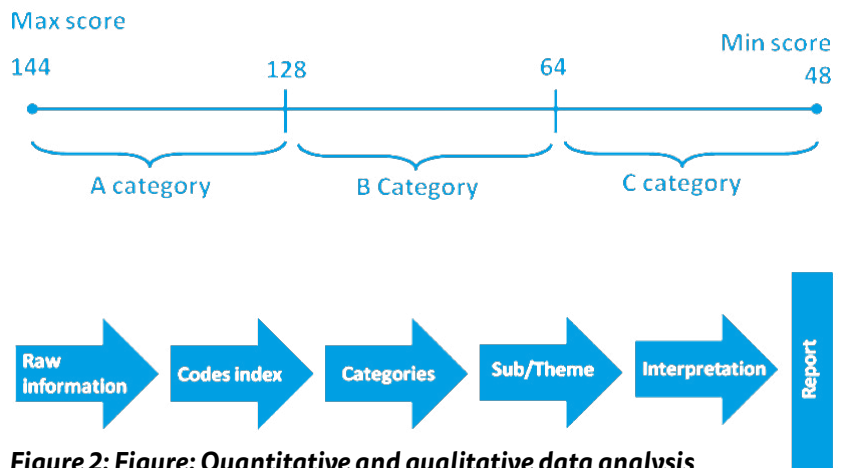 Max score
Min score
144
128
64
48
A category
B Category
C category
Raw
information
Codes index
Categories
Sub/Theme
Interpretation
Report
Figure 2: Figure: Quantitative and qualitative data analysis